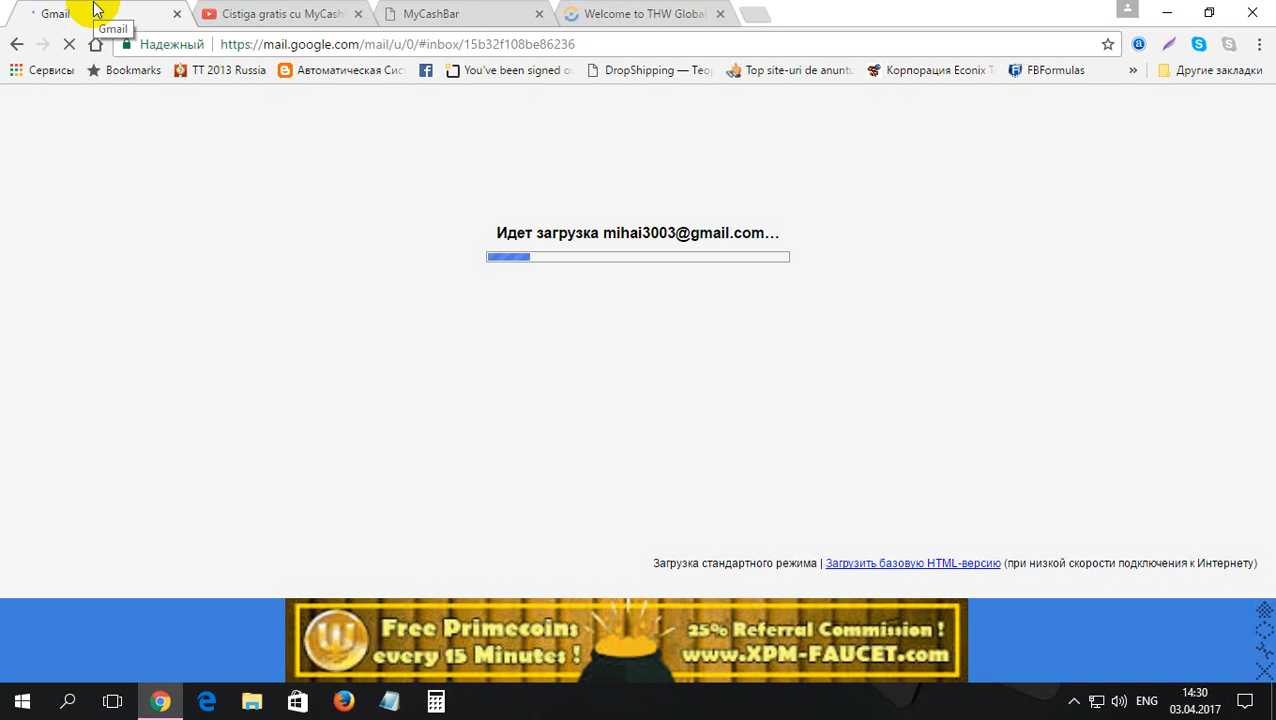 Gmail
Cistiga gratis cu MyCash
MyCashBar
Welcome to THW Global
Gmail
Надежный
https://mail.google.com/mail/u/0/#inbox/15b32f108be86236
Сервисы
Bookmarks
TT 2013 Russia
Автоматическая Сис
You've been signed o
DropShipping — Теор
Top site-uri de anuntu
Корпорация Econix T
FBFormulas
»
Другие закладки
Идет загрузка mihai3003@gmail.com…
Загрузка стандартного режима | Загрузить базовую HTML-версию (при низкой скорости подключения к Интернету)
Free Primecoins
every 15 Minutes !
25% Referral Commission !
www.XPM-FAUCET.com
ENG
14:30
03.04.2017